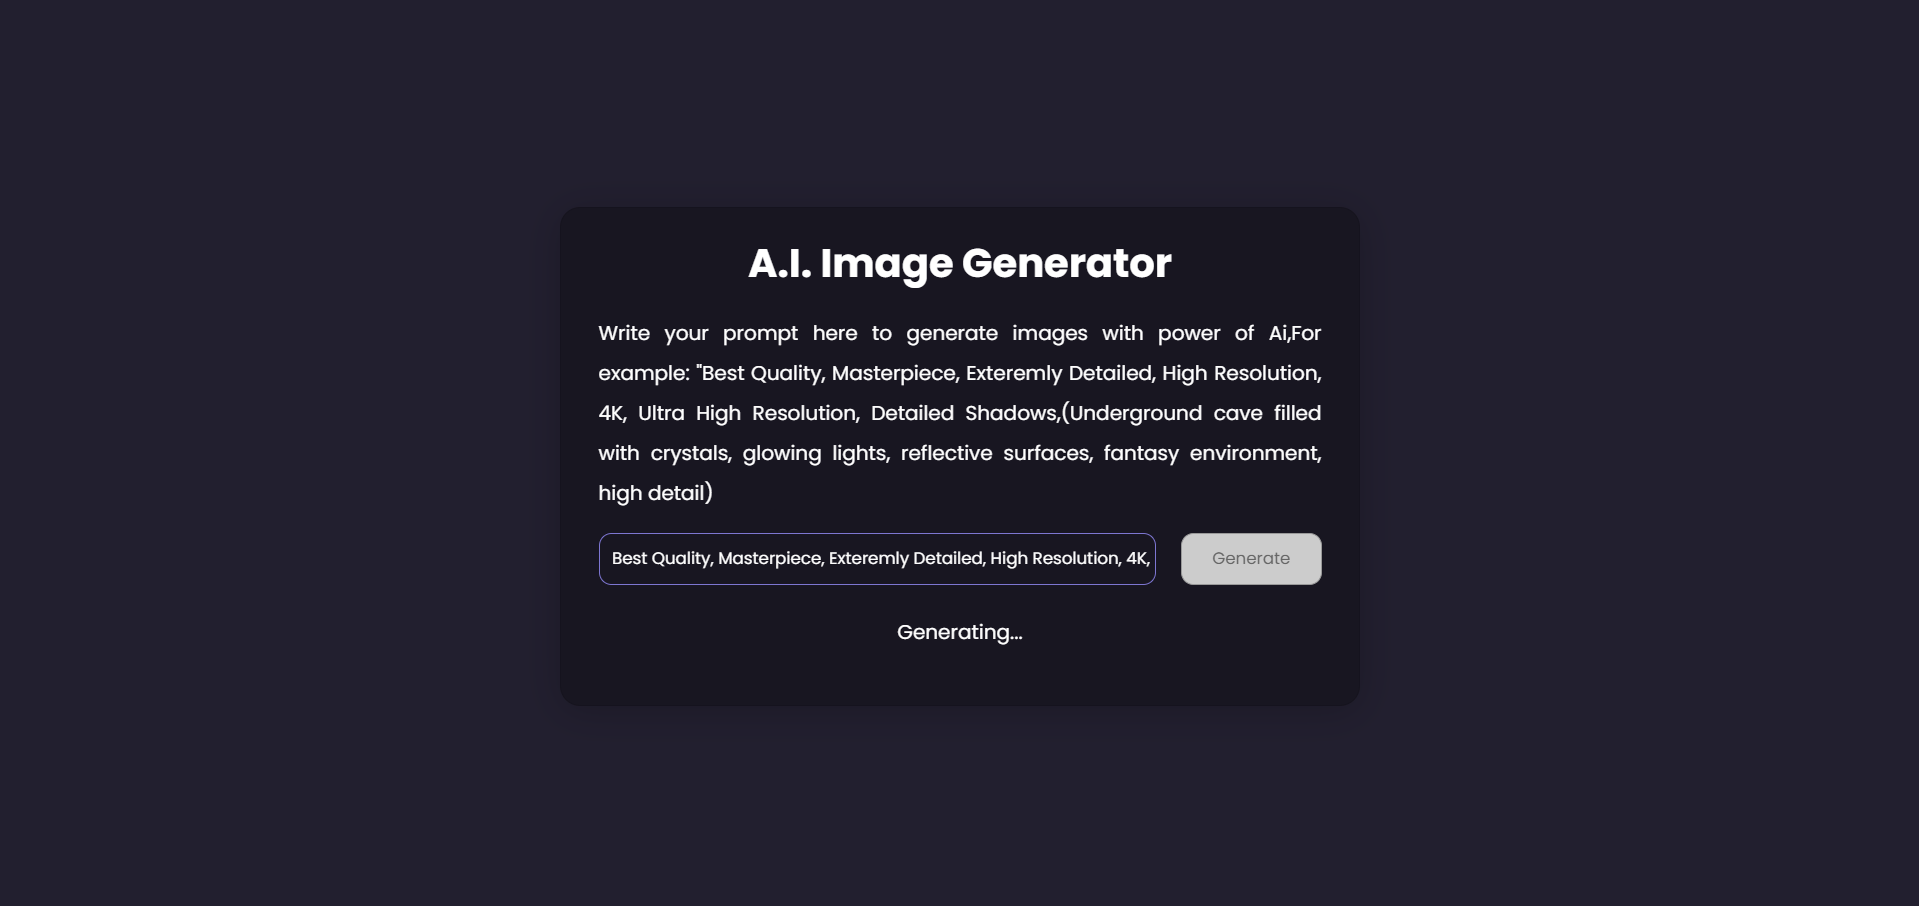 A.I. Image Generator
Write your prompt here to generate images with power of Ai,For
example: "Best Quality, Masterpiece, Exteremly Detailed, High Resolution,
4K, Ultra High Resolution, Detailed Shadows,(Underground cave filled
with crystals, glowing lights, reflective surfaces, fantasy environment,
high detail)
Best Quality, Masterpiece, Exteremly Detailed, High Resolution, 4K,
Generate
Generating...